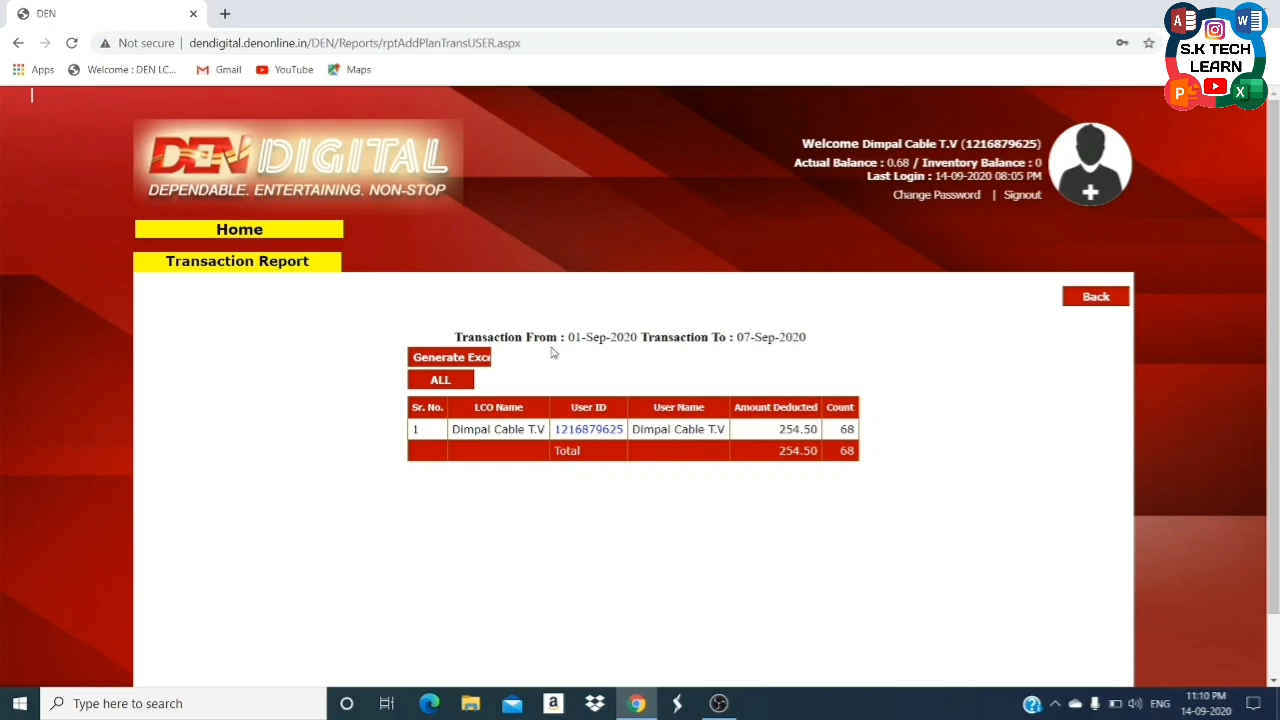 DEN
Not secure | dendigital.denonline.in/DEN/Reports/rptAddPlanTransUSER.aspx
Apps Welcome : DEN LC... Gmail YouTube Maps
A W
S.K TECH
LEARN
P X
DEN DIGITAL
DEPENDABLE. ENTERTAINING. NON-STOP
Welcome Dimpal Cable T.V (1216879625)
Actual Balance : 0.68 / Inventory Balance : 0
Last Login : 14-09-2020 08:05 PM
Change Password | Signout
Home
Transaction Report
Back
Transaction From : 01-Sep-2020 Transaction To : 07-Sep-2020
Generate Exce
ALL
Sr. No. LCO Name User ID User Name Amount Deducted Count
1 Dimpal Cable T.V 1216879625 Dimpal Cable T.V 254.50 68
Total 254.50 68
Type here to search
a
ENG
11:10 PM
14-09-2020